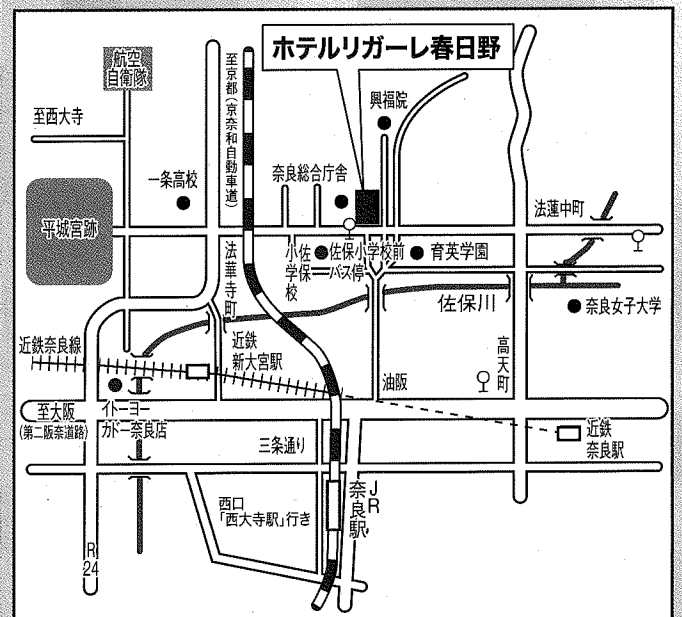 ホテルリガーレ春日野
航空
自衛隊
至京都(京奈和自動車道)
興福院
至西大寺
一条高校
奈良総合庁舎
平城宮跡
法蓮中町
法華寺町
佐保小学校
佐保小学校前
バス停
育英学園
佐保川
奈良女子大学
近鉄奈良線
近鉄
新大宮駅
高天町
油阪
至大阪
(第二阪奈道路)
イトーヨー
カドー奈良店
三条通り
近鉄
奈良駅
JR
奈良駅
西口
「西大寺駅」行き
R
24